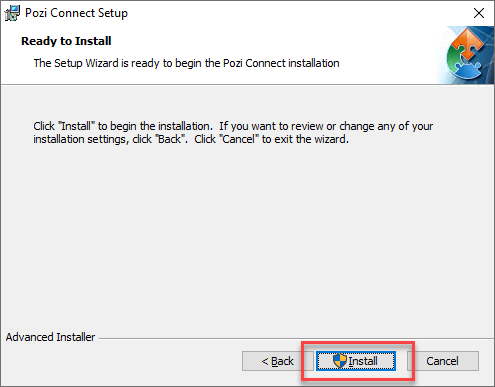 Pozi Connect Setup
Ready to Install
The Setup Wizard is ready to begin the Pozi Connect installation
Click "Install" to begin the installation.  If you want to review or change any of your
installation settings, click "Back".  Click "Cancel" to exit the wizard.
Advanced Installer
< Back
Install
Cancel